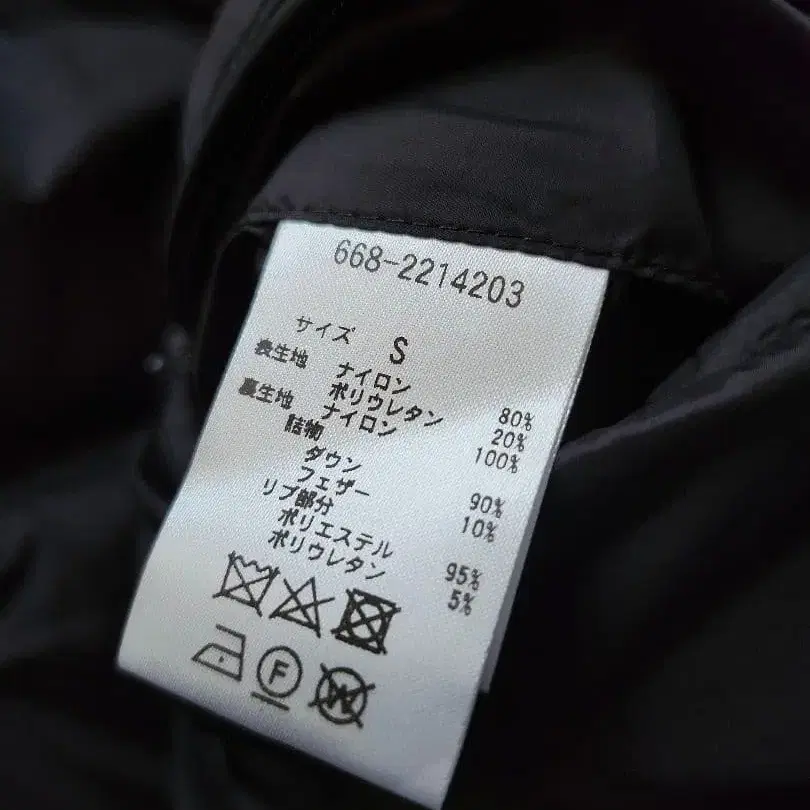 668-2214203
サイズ S
表生地 ナイロン 80%
ポリウレタン 20%
裏生地 ナイロン 100%
詰物
ダウン 90%
フェザー 10%
リブ部分
ポリエステル 95%
ポリウレタン 5%
F W